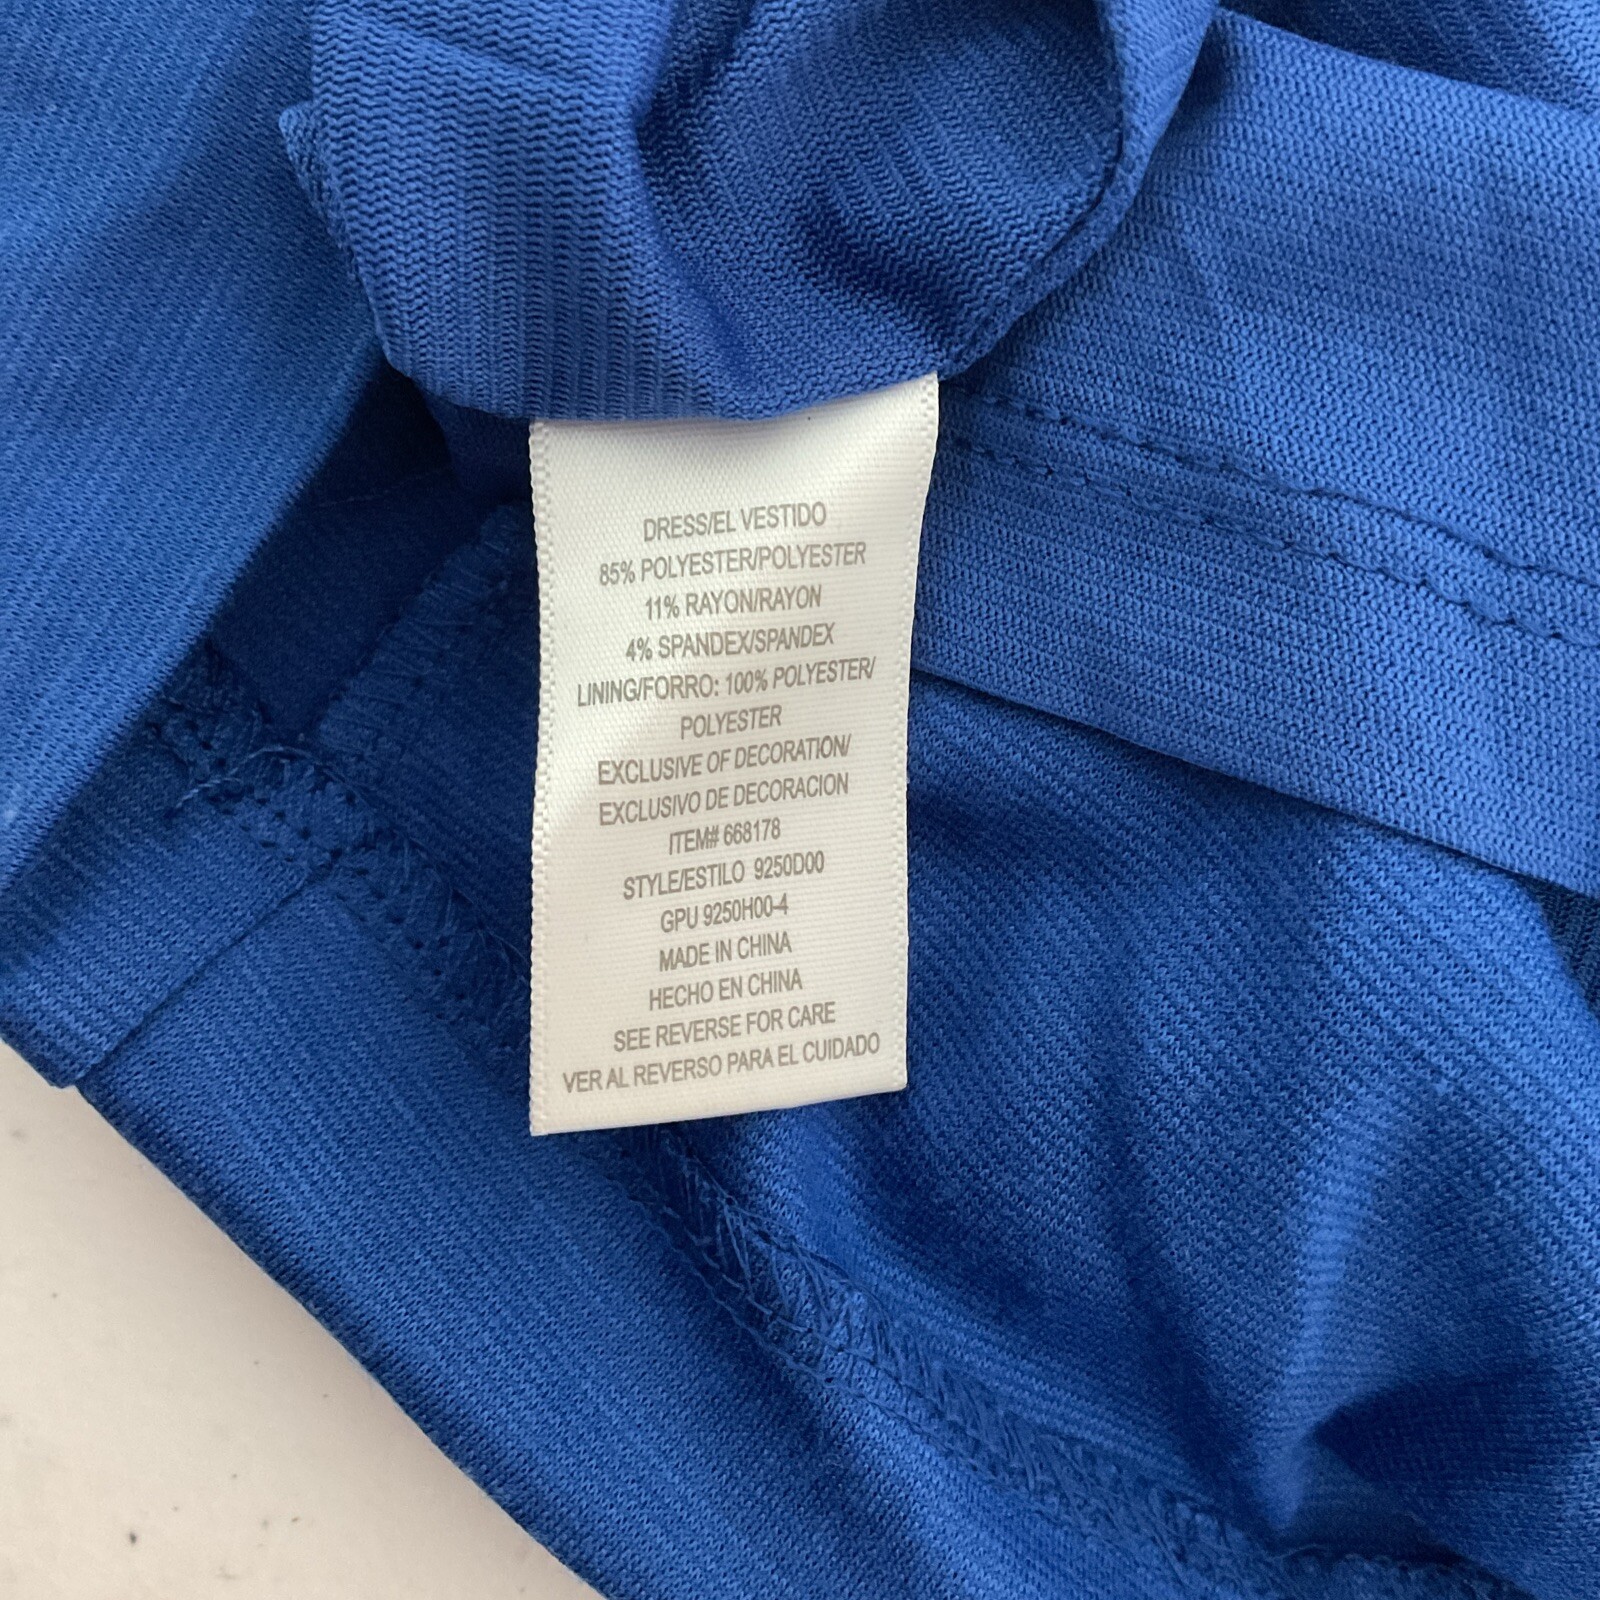 DRESS/EL VESTIDO
85% POLYESTER/POLYESTER
11% RAYON/RAYON
4% SPANDEX/SPANDEX
LINING/FORRO: 100% POLYESTER/
POLYESTER
EXCLUSIVE OF DECORATION/
EXCLUSIVO DE DECORACION
ITEM# 668178
STYLE/ESTILO 9250D00
GPU 9250H00-4
MADE IN CHINA
HECHO EN CHINA
SEE REVERSE FOR CARE
VER AL REVERSO PARA EL CUIDADO